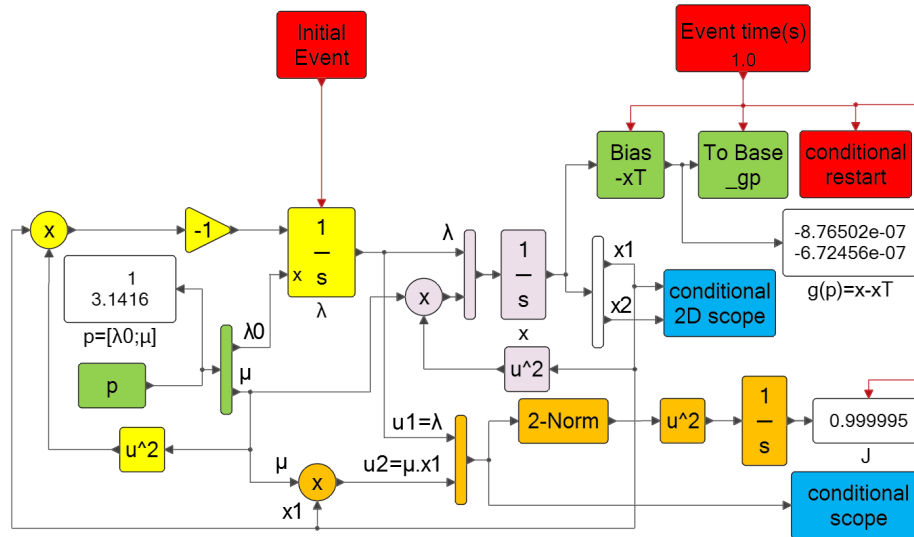 Initial
Event
Event time(s)
1.0
Bias
-xT
To Base
_gp
conditional
restart
x
-1
1
s
x
λ
λ
x
1
s
x
x1
x2
conditional
2D scope
-8.76502e-07
-6.72456e-07
g(p)=x-xT
1
3.1416
p=[λ0;μ]
λ0
μ
p
u^2
u^2
μ
x
x1
u1=λ
u2=μ.x1
2-Norm
u^2
1
s
0.999995
J
conditional
scope